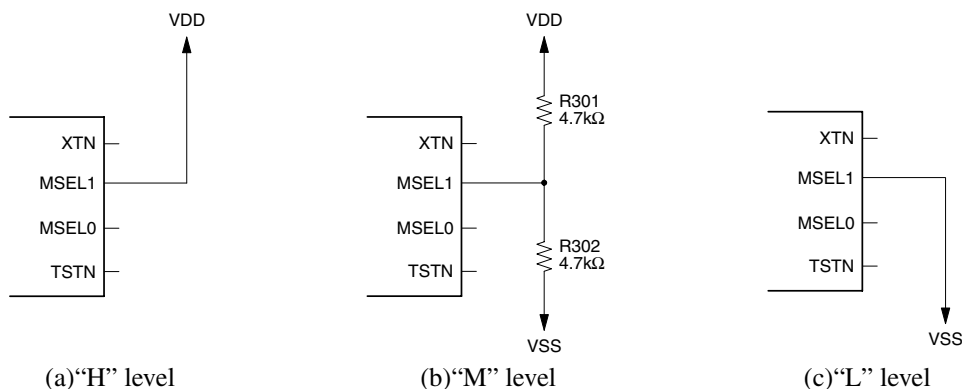 VDD
XTN
MSEL1
MSEL0
TSTN
(a)“H” level
VDD
R301
4.7kΩ
XTN
MSEL1
MSEL0
TSTN
R302
4.7kΩ
VSS
(b)“M” level
XTN
MSEL1
MSEL0
TSTN
VSS
(c)“L” level